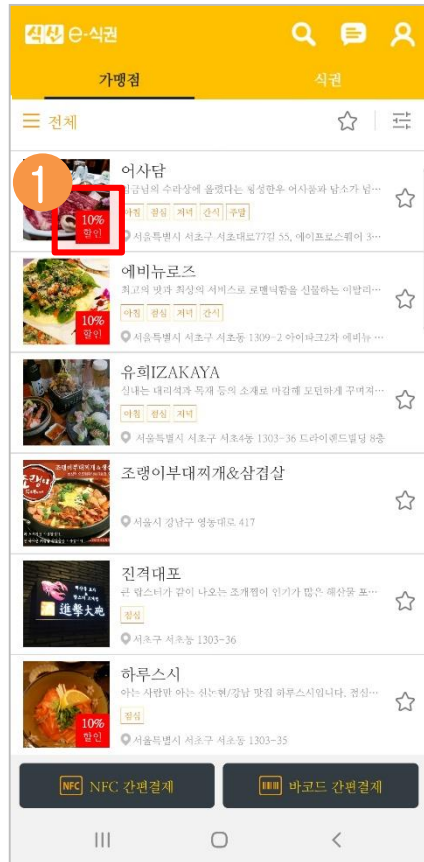 식신 e-식권
가맹점
식권
전체
1
어사담
임금님의 수라상에 올렸다는 횡성한우 어사품과 담소가 넘…
아침 점심 저녁 간식 주말
10%
할인
서울특별시 서초구 서초대로77길 55, 에이프로스퀘어 3…
에비뉴로즈
최고의 맛과 최상의 서비스로 로맨틱함을 선물하는 이탈리…
아침 점심 저녁 간식
10%
할인
서울특별시 서초구 서초동 1309-2 아이파크2차 에비뉴…
유희IZAKAYA
실내는 대리석과 목재 등의 소재로 마감해 모던하게 꾸며져…
아침 점심 저녁
서울특별시 서초구 서초4동 1303-36 드라이렌드빌딩 8층
조랭이부대찌개&삼겹살
서울시 강남구 영동대로 417
진격대포
큰 랍스터가 같이 나오는 조개찜이 인기가 많은 해산물 포…
점심
進撃大砲
서초구 서초동 1303-36
하루스시
아는 사람만 아는 신논현/강남 맛집 하루스시입니다. 점심…
점심
10%
할인
서울특별시 서초구 서초동 1303-35
NFC NFC 간편결제
바코드 간편결제